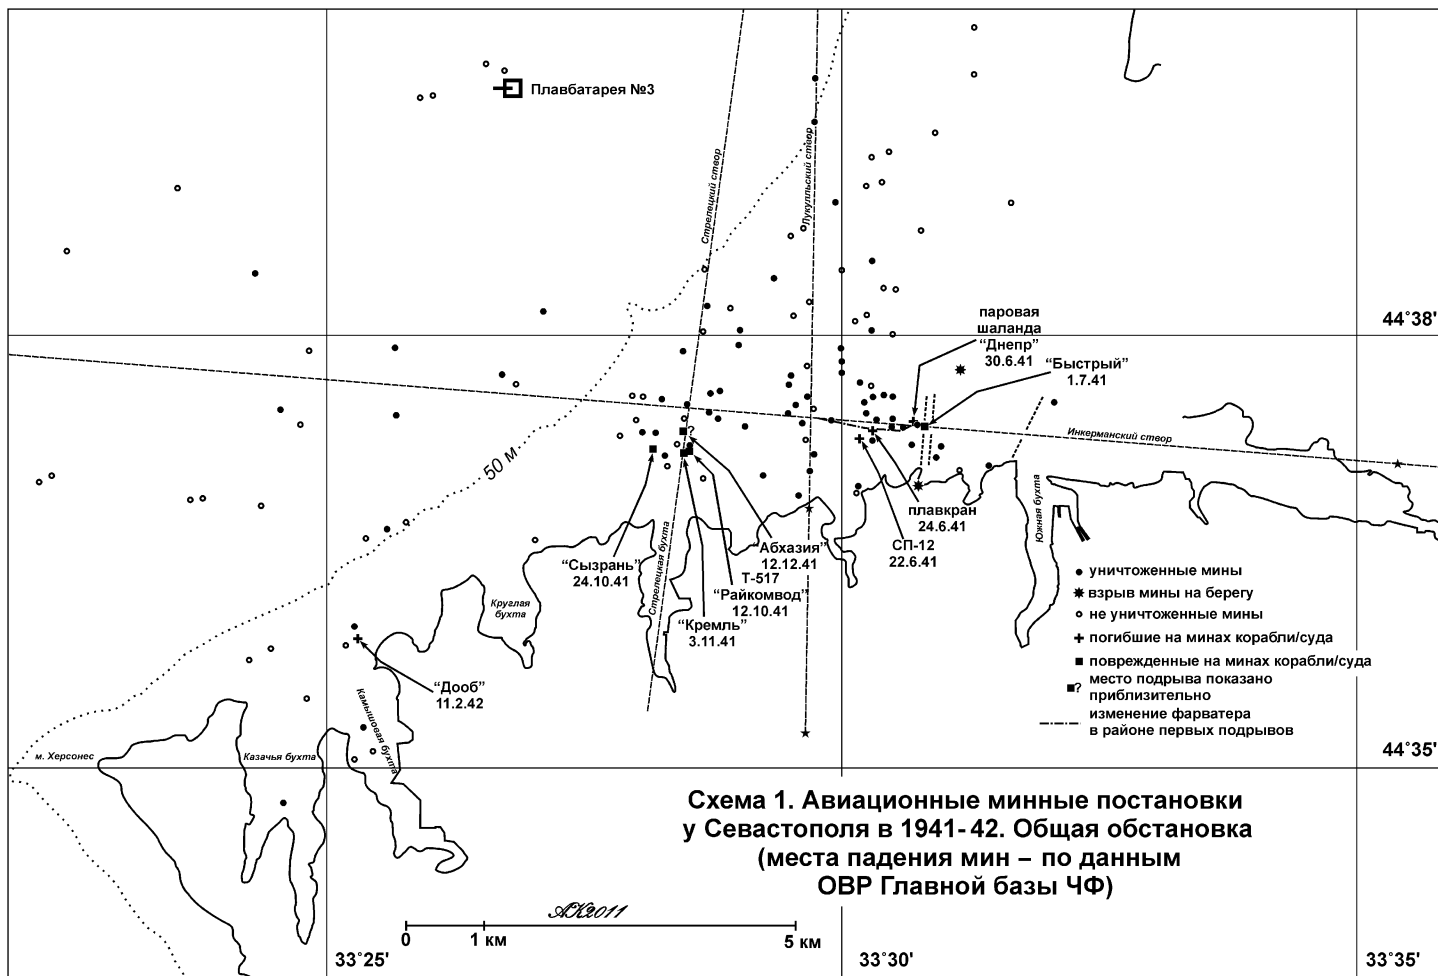 Плавбатарея №3
Стрелецкий створ
Лукулльский створ
44°38'
паровая
шаланда
“Днепр”
30.6.41
“Быстрый”
1.7.41
Инкерманский створ
50 м
плавкран
24.6.41
Южная бухта
СП-12
22.6.41
“Абхазия”
12.12.41
“Сызрань”
24.10.41
Т-517
“Райкомвод”
12.10.41
Стрелецкая бухта
“Кремль”
3.11.41
Круглая
бухта
“Дооб”
11.2.42
Камышовая бухта
м. Херсонес
Казачья бухта
?
уничтоженные мины
взрыв мины на берегу
не уничтоженные мины
погибшие на минах корабли/суда
поврежденные на минах корабли/суда
? место подрыва показано
приблизительно
изменение фарватера
в районе первых подрывов
44°35'
Схема 1. Авиационные минные постановки
у Севастополя в 1941-42. Общая обстановка
(места падения мин – по данным
ОВР Главной базы ЧФ)
АК2011
0 1 км 5 км
33°25' 33°30' 33°35'